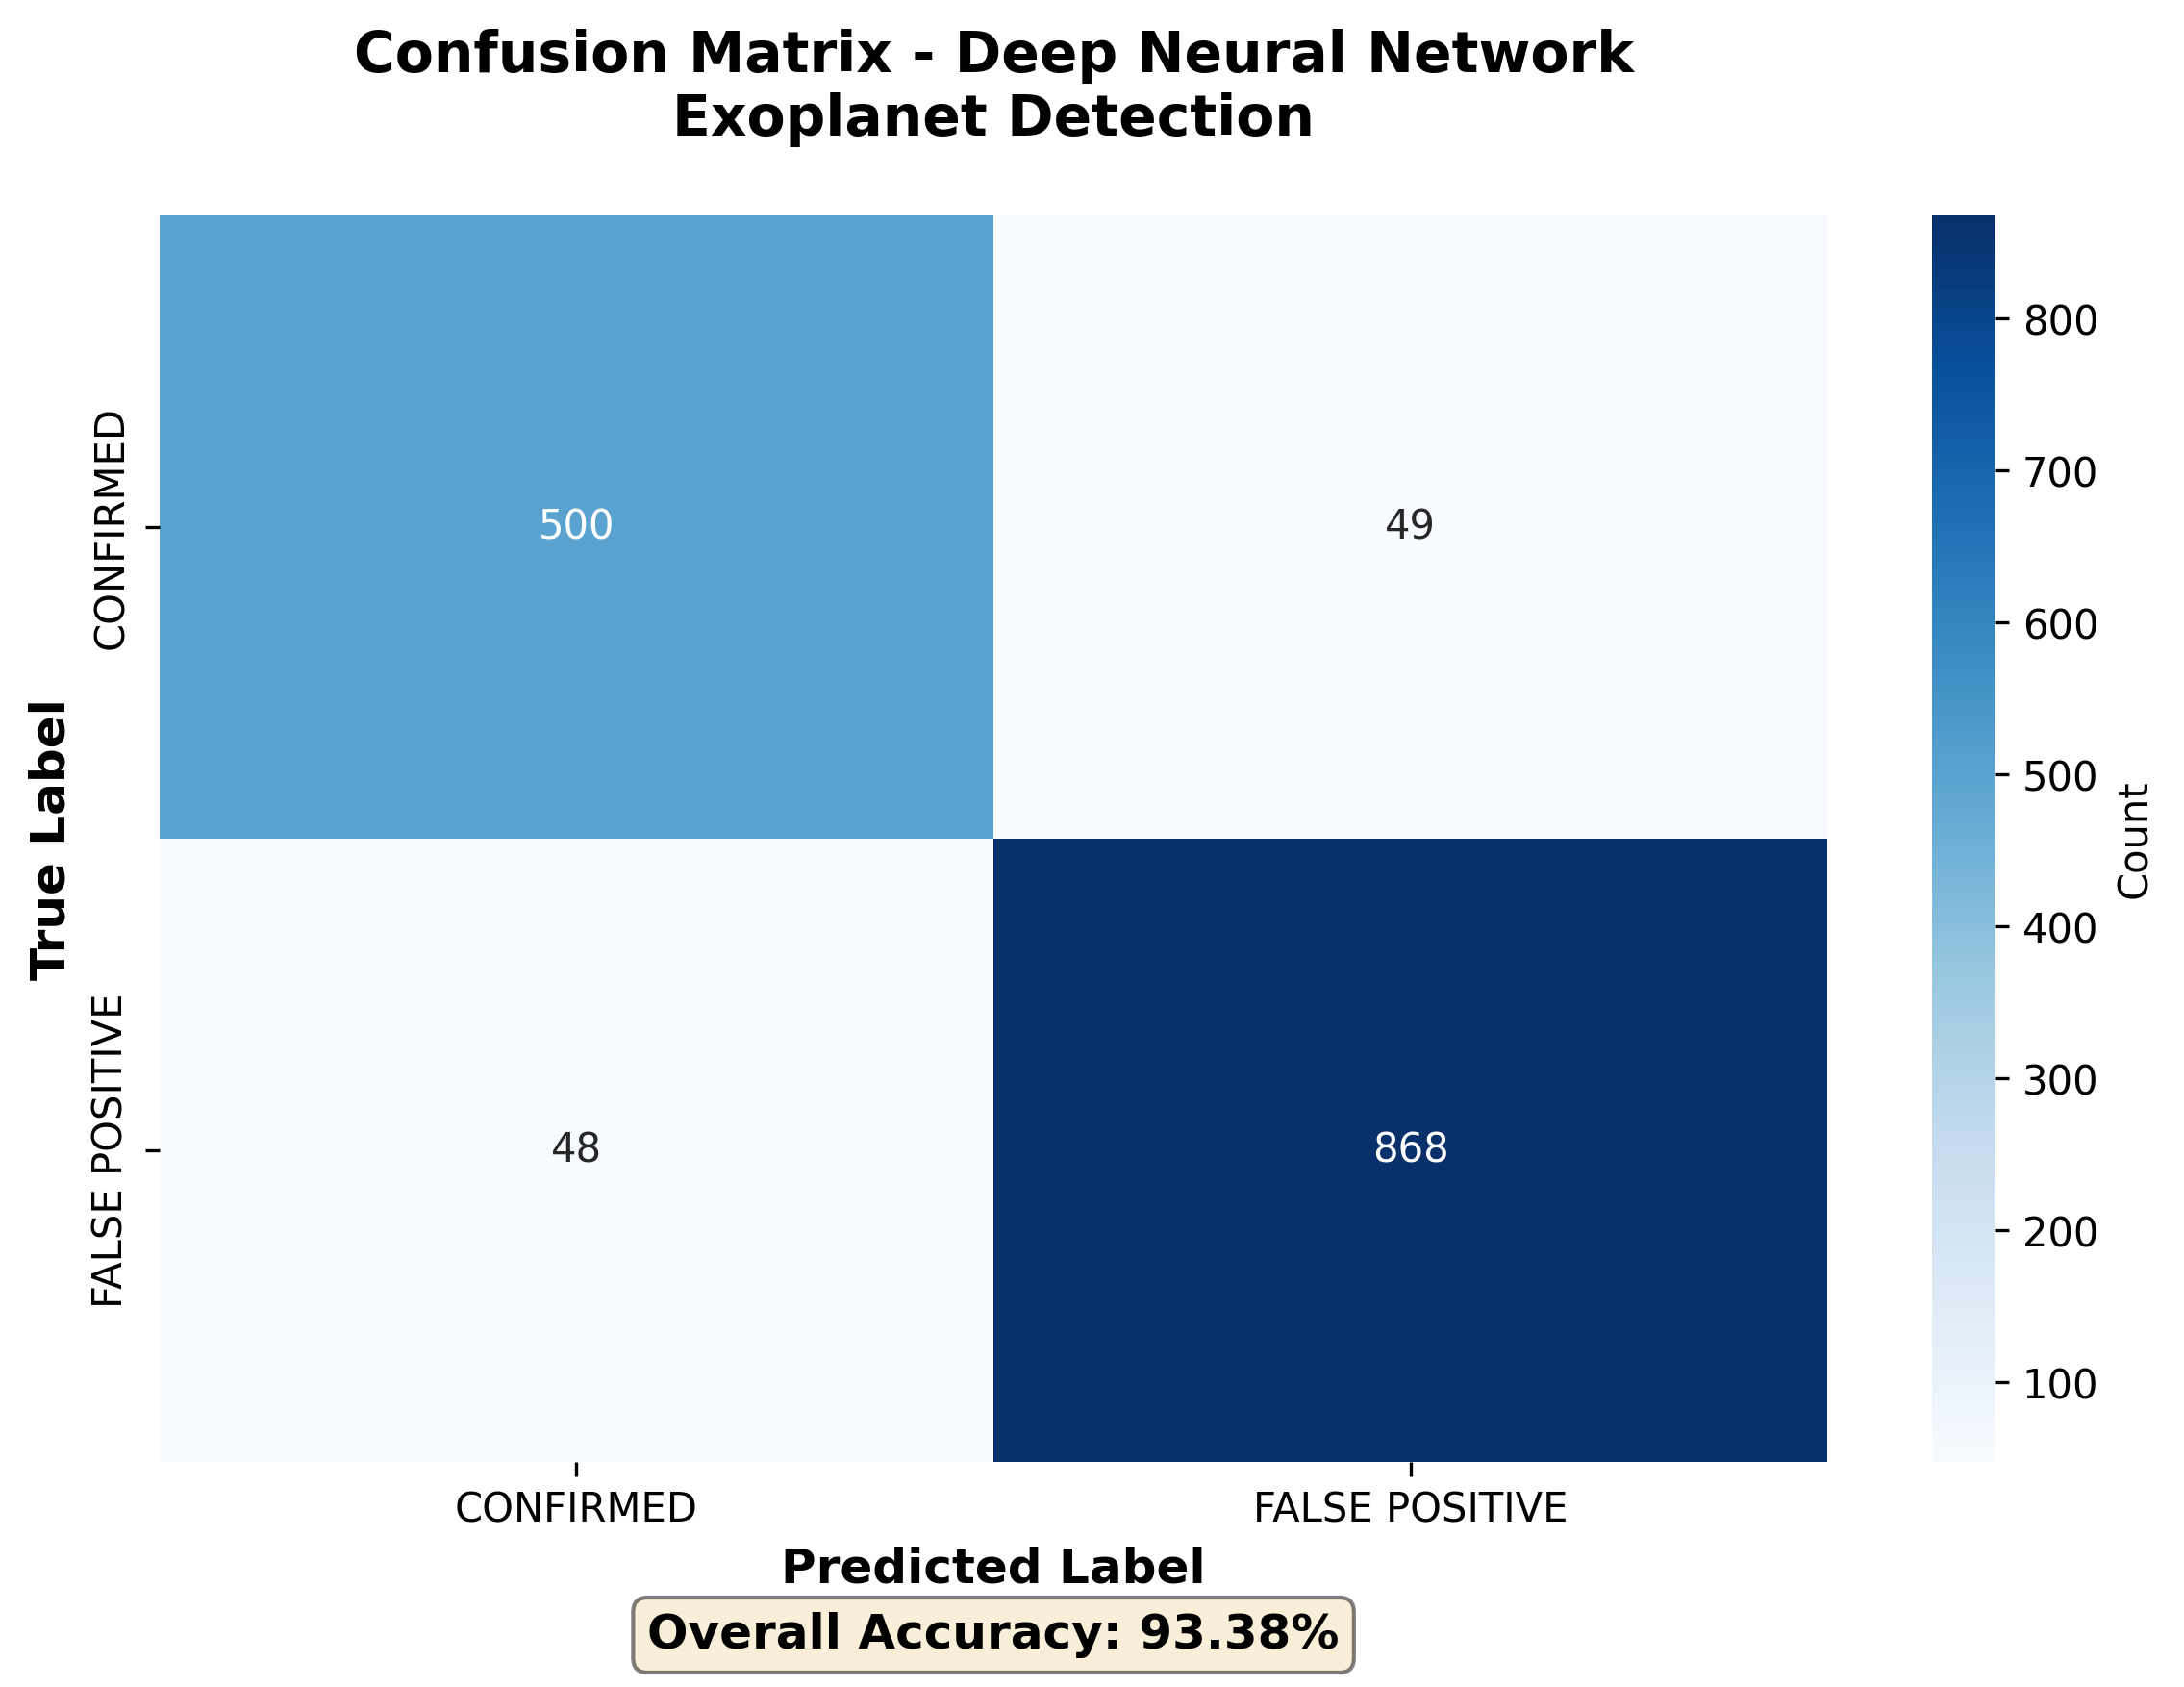 Confusion Matrix - Deep Neural Network
Exoplanet Detection
True Label
CONFIRMED
FALSE POSITIVE
500
49
48
868
CONFIRMED
FALSE POSITIVE
Predicted Label
Overall Accuracy: 93.38%
800
700
600
500
400
300
200
100
Count